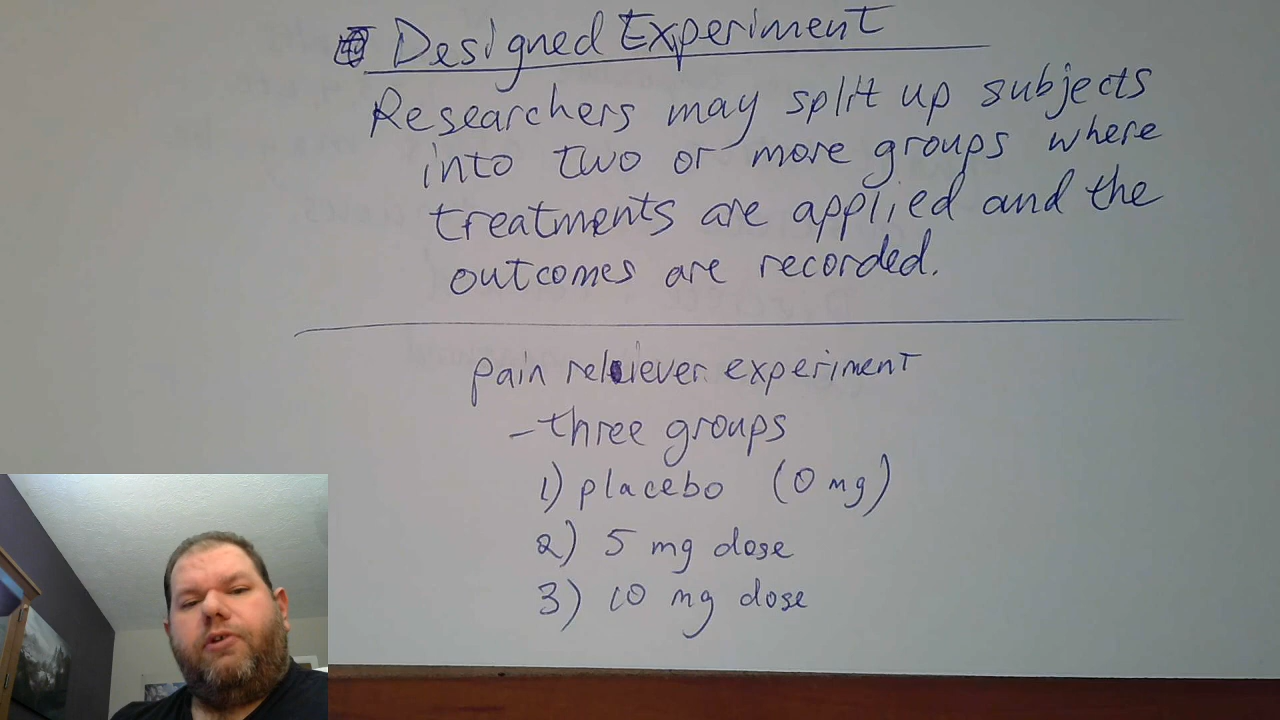 Designed Experiment
Researchers may split up subjects
into two or more groups where
treatments are applied and the
outcomes are recorded.
pain reliever experiment
- three groups
1) placebo (0 mg)
2) 5 mg dose
3) 10 mg dose